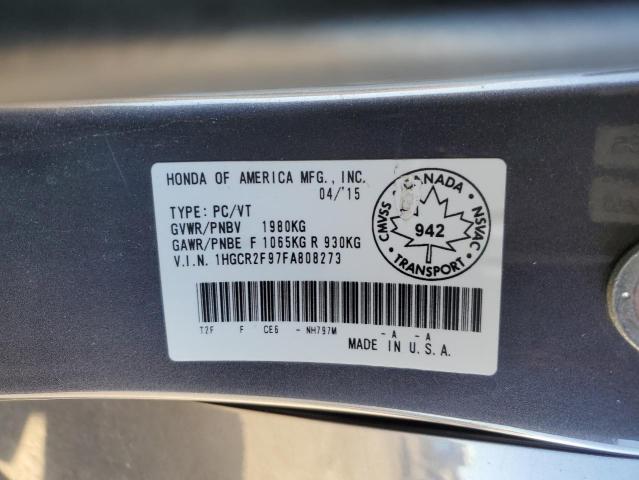 HONDA OF AMERICA MFG., INC.
04/'15
TYPE: PC/VT
GVWR/PNBV 1980KG
GAWR/PNBE F 1065KG R 930KG
V.I.N. 1HGCR2F97FA808273
CANADA
CMVSS
NSVAC
942
TRANSPORT
T2F F CE6 - NH797M - A - A
MADE IN U.S.A.